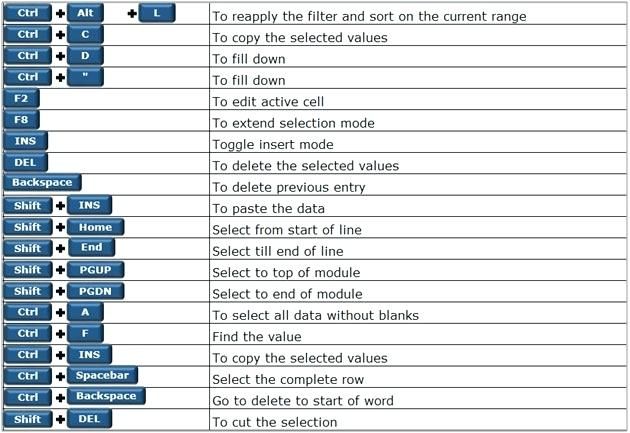 Ctrl + Alt + L To reapply the filter and sort on the current range
Ctrl + C To copy the selected values
Ctrl + D To fill down
Ctrl + " To fill down
F2 To edit active cell
F8 To extend selection mode
INS Toggle insert mode
DEL To delete the selected values
Backspace To delete previous entry
Shift + INS To paste the data
Shift + Home Select from start of line
Shift + End Select till end of line
Shift + PGUP Select to top of module
Shift + PGDN Select to end of module
Ctrl + A To select all data without blanks
Ctrl + F Find the value
Ctrl + INS To copy the selected values
Ctrl + Spacebar Select the complete row
Ctrl + Backspace Go to delete to start of word
Shift + DEL To cut the selection